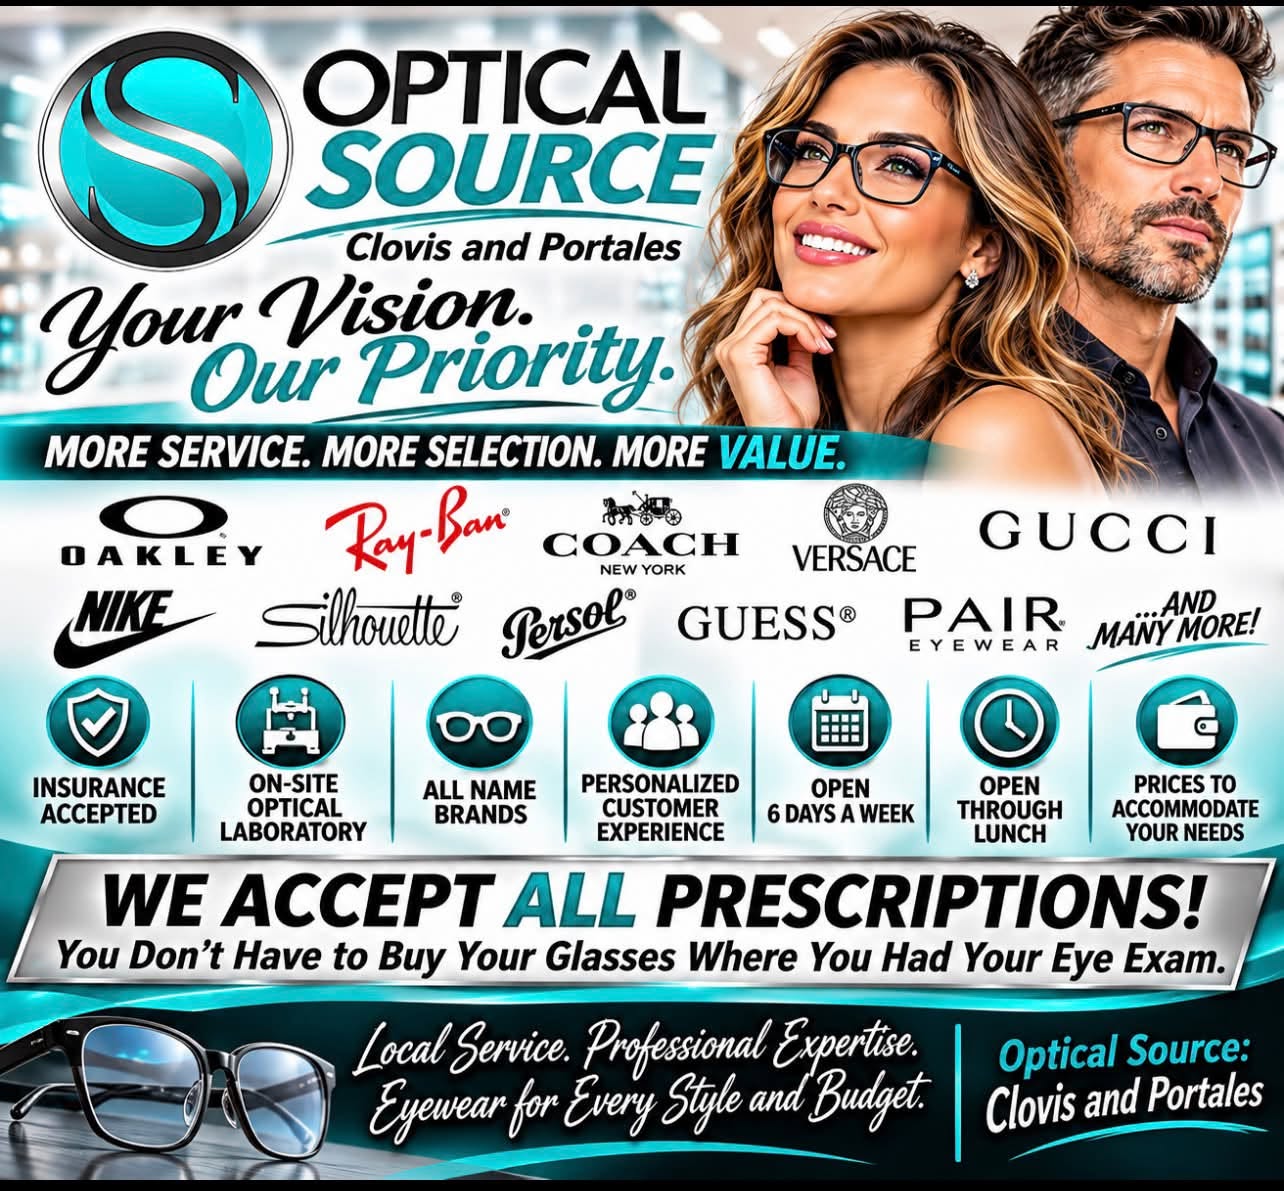 S
OPTICAL
SOURCE
Clovis and Portales
Your Vision.
Our Priority.
MORE SERVICE. MORE SELECTION. MORE VALUE.
OAKLEY
Ray-Ban®
COACH
NEW YORK
VERSACE
GUCCI
NIKE
Silhouette®
Persol®
GUESS®
PAIR®
EYEWEAR
...AND
MANY MORE!
INSURANCE
ACCEPTED
ON-SITE
OPTICAL
LABORATORY
ALL NAME
BRANDS
PERSONALIZED
CUSTOMER
EXPERIENCE
OPEN
6 DAYS A WEEK
OPEN
THROUGH
LUNCH
PRICES TO
ACCOMMODATE
YOUR NEEDS
WE ACCEPT ALL PRESCRIPTIONS!
You Don't Have to Buy Your Glasses Where You Had Your Eye Exam.
Local Service. Professional Expertise.
Eyewear for Every Style and Budget.
Optical Source:
Clovis and Portales